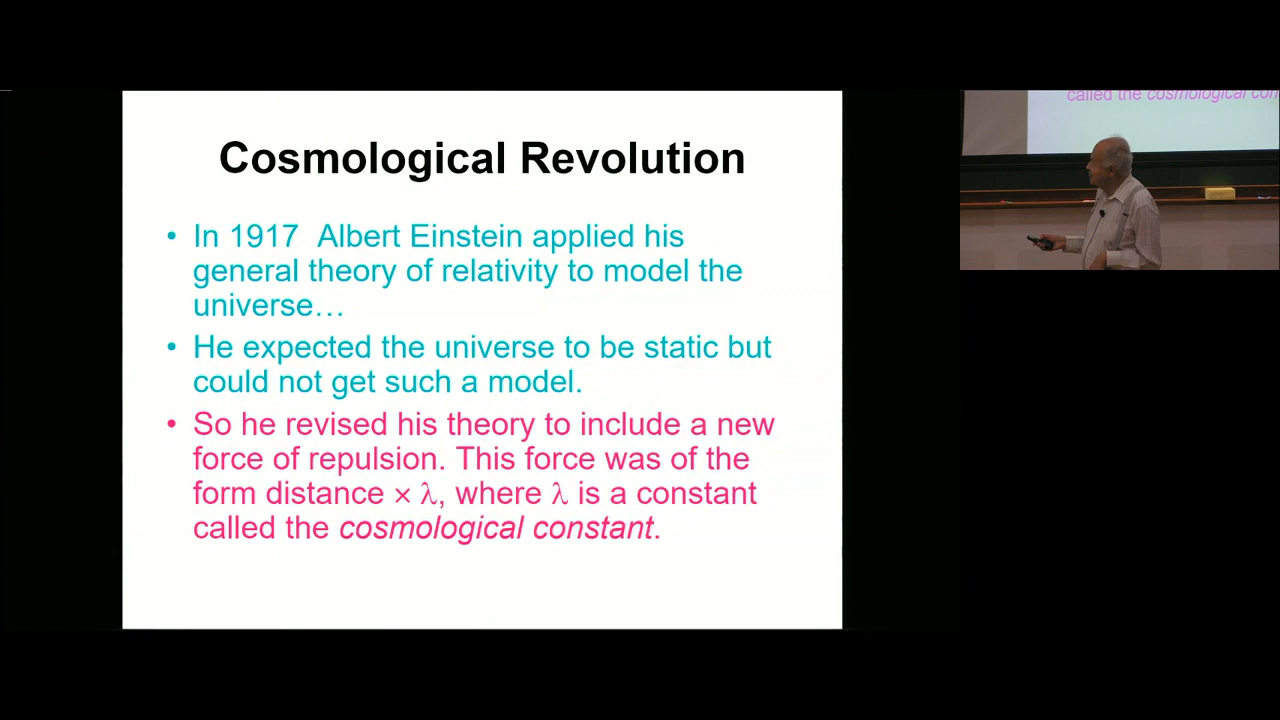 Cosmological Revolution
• In 1917 Albert Einstein applied his
general theory of relativity to model the
universe…
• He expected the universe to be static but
could not get such a model.
• So he revised his theory to include a new
force of repulsion. This force was of the
form distance × λ, where λ is a constant
called the cosmological constant.
called the cosmological con